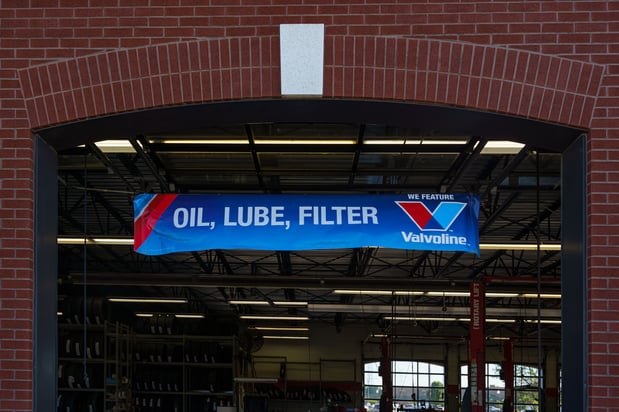 WE FEATURE
OIL, LUBE, FILTER
Valvoline